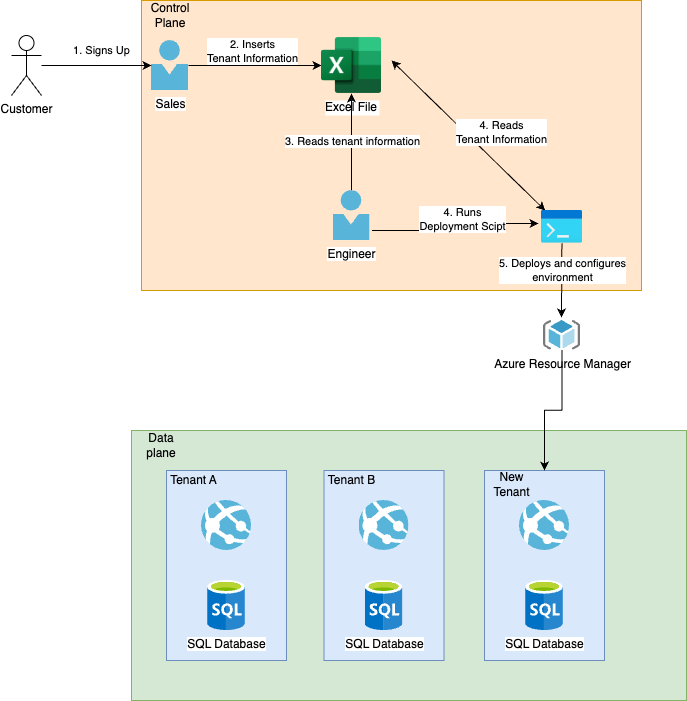 Control
Plane
1. Signs Up
2. Inserts
Tenant Information
X
Customer
Sales
Excel File
4. Reads
Tenant Information
3. Reads tenant information
4. Runs
Deployment Scipt
>_
Engineer
5. Deploys and configures
environment
Azure Resource Manager
Data
plane
Tenant A
Tenant B
New
Tenant
SQL
SQL
SQL
SQL Database
SQL Database
SQL Database